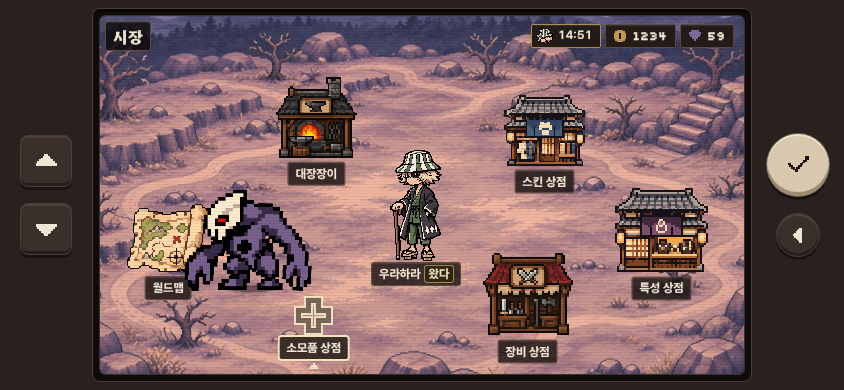 시장
14:51
1234
59
대장장이
스킨 상점
우라하라 왔다
월드맵
특성 상점
소모품 상점
장비 상점